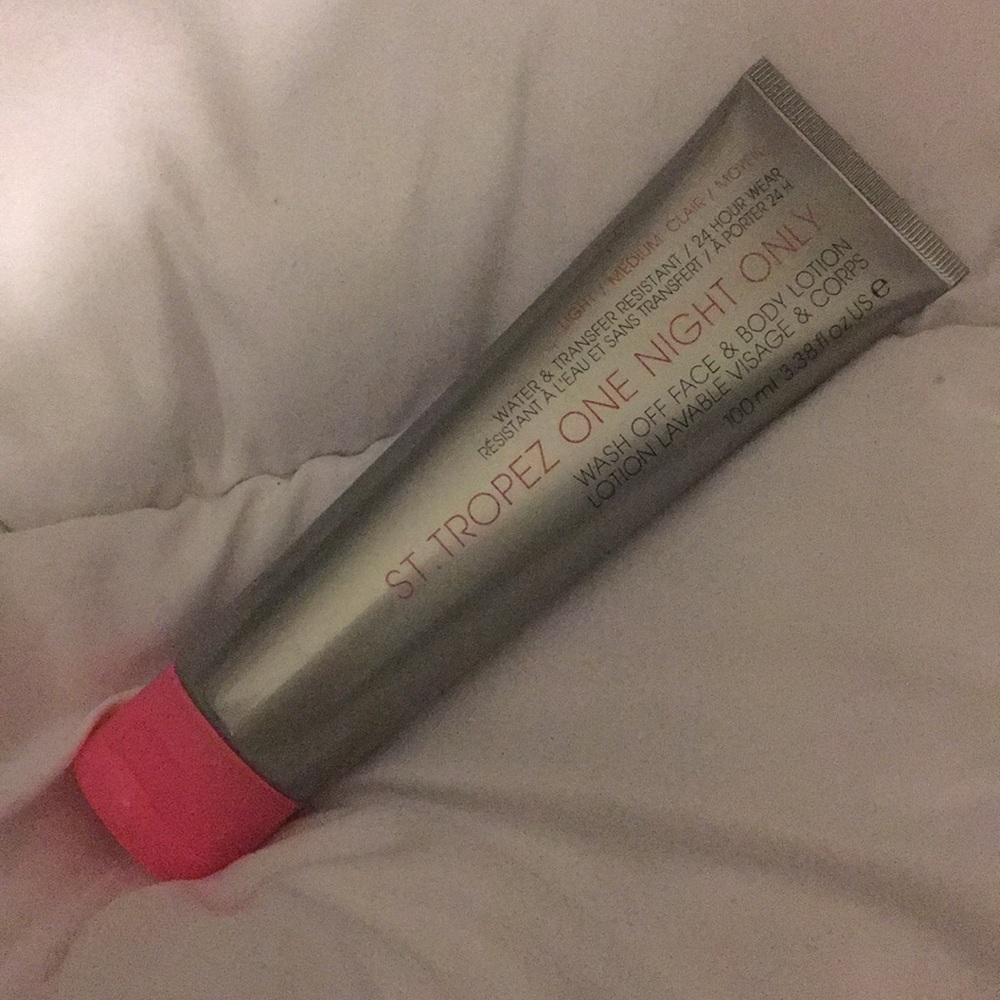 LIGHT / MEDIUM CLAIR / MOYEN
WATER & TRANSFER RESISTANT / 24 HOUR WEAR
RÉSISTANT À L'EAU ET SANS TRANSFERT / À PORTER 24 H
ST.TROPEZ ONE NIGHT ONLY
WASH OFF FACE & BODY LOTION
LOTION LAVABLE VISAGE & CORPS
100 ml 3.38 fl oz US ℮